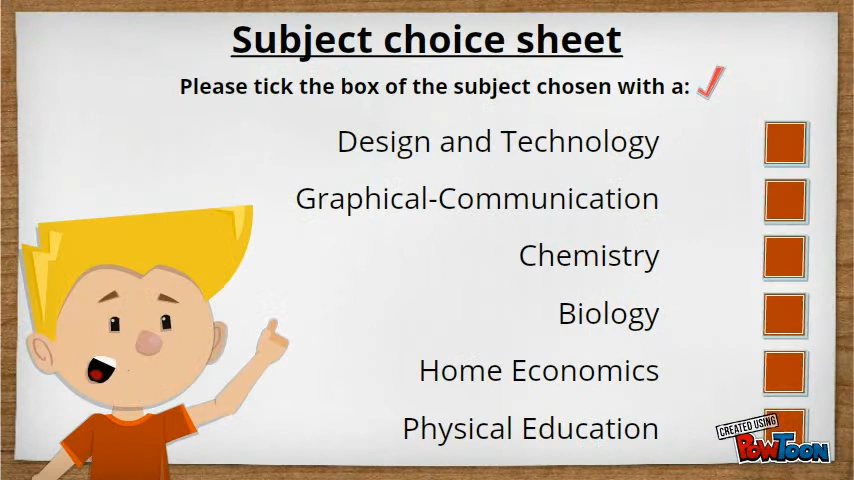 Subject choice sheet
Please tick the box of the subject chosen with a:
Design and Technology
Graphical-Communication
Chemistry
Biology
Home Economics
Physical Education
CREATED USING
POWTOON